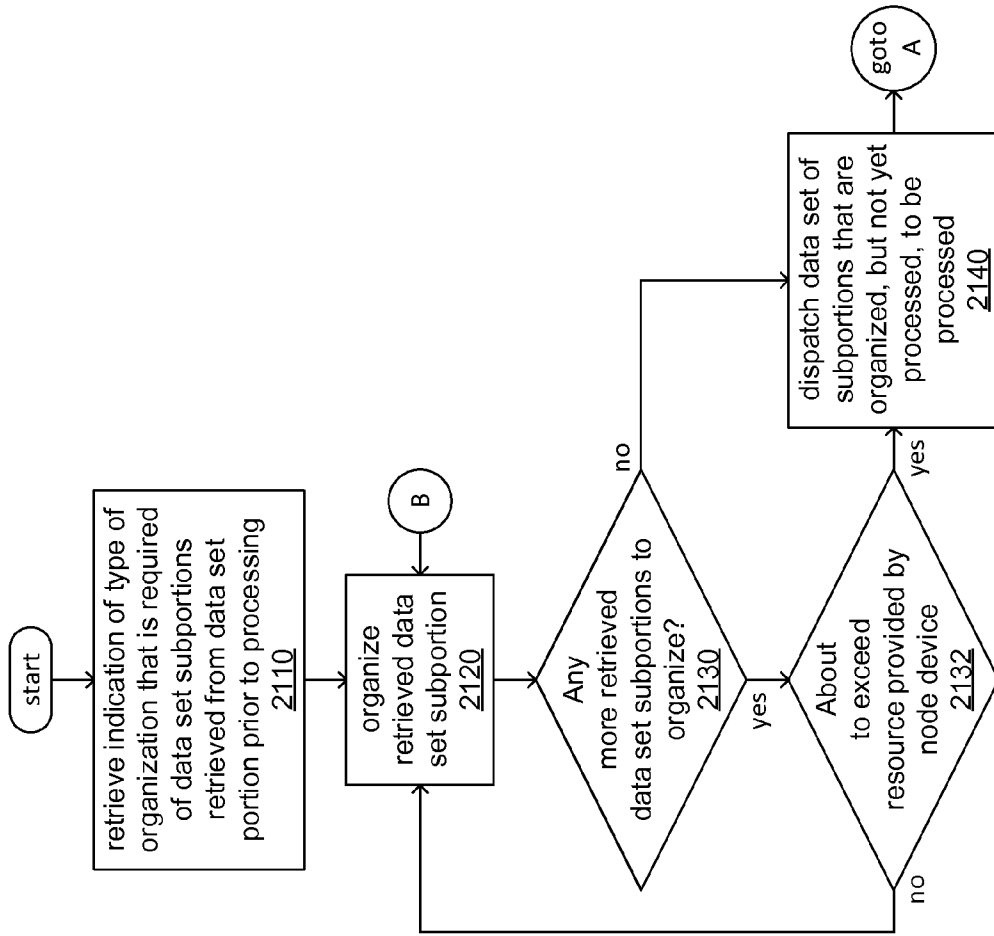 start
retrieve indication of type of
organization that is required
of data set subportions
retrieved from data set
portion prior to processing
2110
B
organize
retrieved data
set subportion
2120
Any
more retrieved
data set subportions to
organize?
2130
no
yes
About
to exceed
resource provided by
node device
2132
no
yes
dispatch data set of
subportions that are
organized, but not yet
processed, to be
processed
2140
goto
A